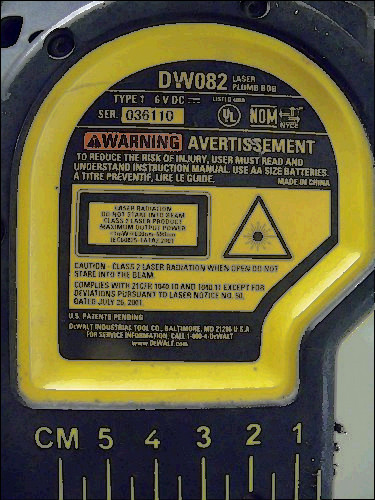 DW082 LASER PLUMB BOB
TYPE 1 6 V DC LISTED
SER. 036110 UL NOM NYCE
WARNING AVERTISSEMENT
TO REDUCE THE RISK OF INJURY, USER MUST READ AND
UNDERSTAND INSTRUCTION MANUAL. USE AA SIZE BATTERIES.
À TITRE PRÉVENTIF, LIRE LE GUIDE. MADE IN CHINA
LASER RADIATION
DO NOT STARE INTO BEAM
CLASS 2 LASER PRODUCT
MAXIMUM OUTPUT POWER
CAUTION - CLASS 2 LASER RADIATION WHEN OPEN DO NOT
STARE INTO THE BEAM.
COMPLIES WITH 21CFR 1040.10 AND 1040.11 EXCEPT FOR
DEVIATIONS PURSUANT TO LASER NOTICE NO. 50,
DATED JULY 26, 2001.
U.S. PATENTS PENDING
DEWALT INDUSTRIAL TOOL CO., BALTIMORE, MD 21286 U.S.A
FOR SERVICE INFORMATION, CALL 1-800-4-DEWALT
www.DEWALT.com
CM 5 4 3 2 1